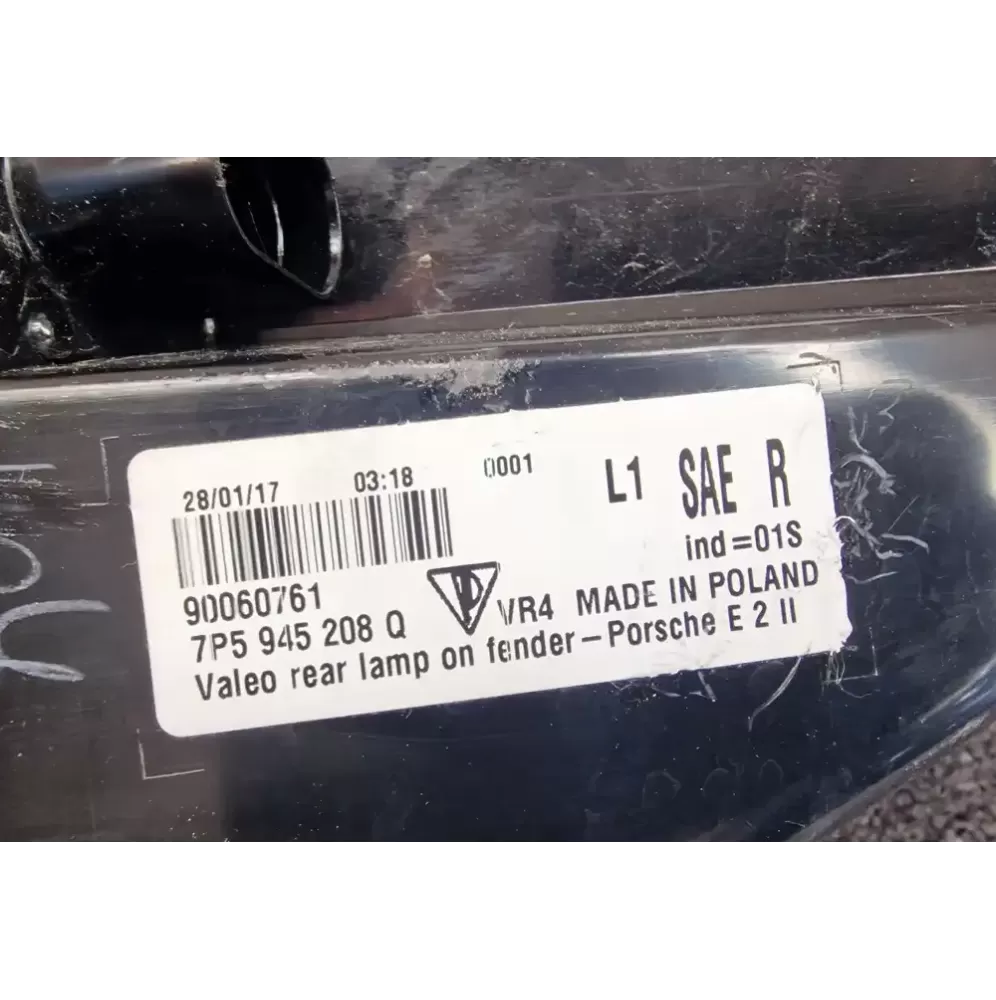 28/01/17 03:18 0001 L1 SAE R
ind=01S
90060761
7P5 945 208 Q VR4 MADE IN POLAND
Valeo rear lamp on fender-Porsche E 2 II